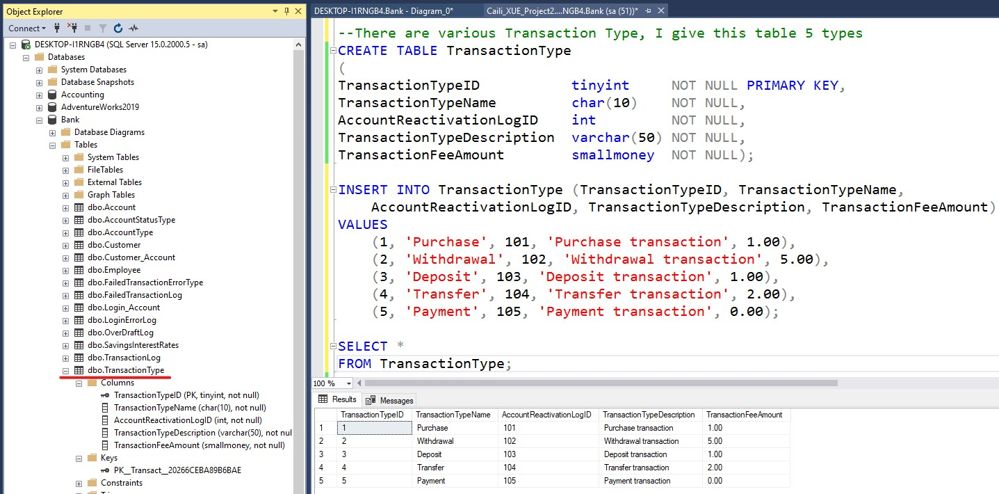 Object Explorer
Connect
DESKTOP-I1RNGB4 (SQL Server 15.0.2000.5 - sa)
Databases
System Databases
Database Snapshots
Accounting
AdventureWorks2019
Bank
Database Diagrams
Tables
System Tables
FileTables
External Tables
Graph Tables
dbo.Account
dbo.AccountStatusType
dbo.AccountType
dbo.Customer
dbo.Customer_Account
dbo.Employee
dbo.FailedTransactionErrorType
dbo.FailedTransactionLog
dbo.Login_Account
dbo.LoginErrorLog
dbo.OverDraftLog
dbo.SavingsInterestRates
dbo.TransactionLog
dbo.TransactionType
Columns
TransactionTypeID (PK, tinyint, not null)
TransactionTypeName (char(10), not null)
AccountReactivationLogID (int, not null)
TransactionTypeDescription (varchar(50), not nul
TransactionFeeAmount (smallmoney, not null)
Keys
PK__Transact__20266CEBA89B6BAE
Constraints
DESKTOP-I1RNGB4.Bank - Diagram_0* Caili_XUE_Project2....NGB4.Bank (sa (51))*
--There are various Transaction Type, I give this table 5 types
CREATE TABLE TransactionType
(
TransactionTypeID tinyint NOT NULL PRIMARY KEY,
TransactionTypeName char(10) NOT NULL,
AccountReactivationLogID int NOT NULL,
TransactionTypeDescription varchar(50) NOT NULL,
TransactionFeeAmount smallmoney NOT NULL);
INSERT INTO TransactionType (TransactionTypeID, TransactionTypeName,
AccountReactivationLogID, TransactionTypeDescription, TransactionFeeAmount)
VALUES
(1, 'Purchase', 101, 'Purchase transaction', 1.00),
(2, 'Withdrawal', 102, 'Withdrawal transaction', 5.00),
(3, 'Deposit', 103, 'Deposit transaction', 1.00),
(4, 'Transfer', 104, 'Transfer transaction', 2.00),
(5, 'Payment', 105, 'Payment transaction', 0.00);
SELECT *
FROM TransactionType;
100 %
Results Messages
TransactionTypeID TransactionTypeName AccountReactivationLogID TransactionTypeDescription TransactionFeeAmount
1 1 Purchase 101 Purchase transaction 1.00
2 2 Withdrawal 102 Withdrawal transaction 5.00
3 3 Deposit 103 Deposit transaction 1.00
4 4 Transfer 104 Transfer transaction 2.00
5 5 Payment 105 Payment transaction 0.00